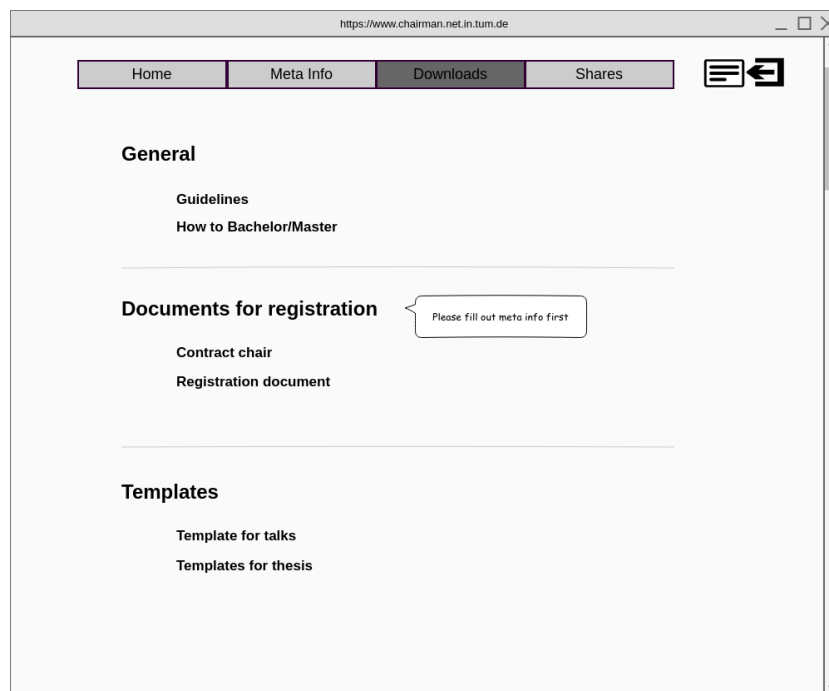 https://www.chairman.net.in.tum.de
Home Meta Info Downloads Shares
General
Guidelines
How to Bachelor/Master
Documents for registration
Please fill out meta info first
Contract chair
Registration document
Templates
Template for talks
Templates for thesis